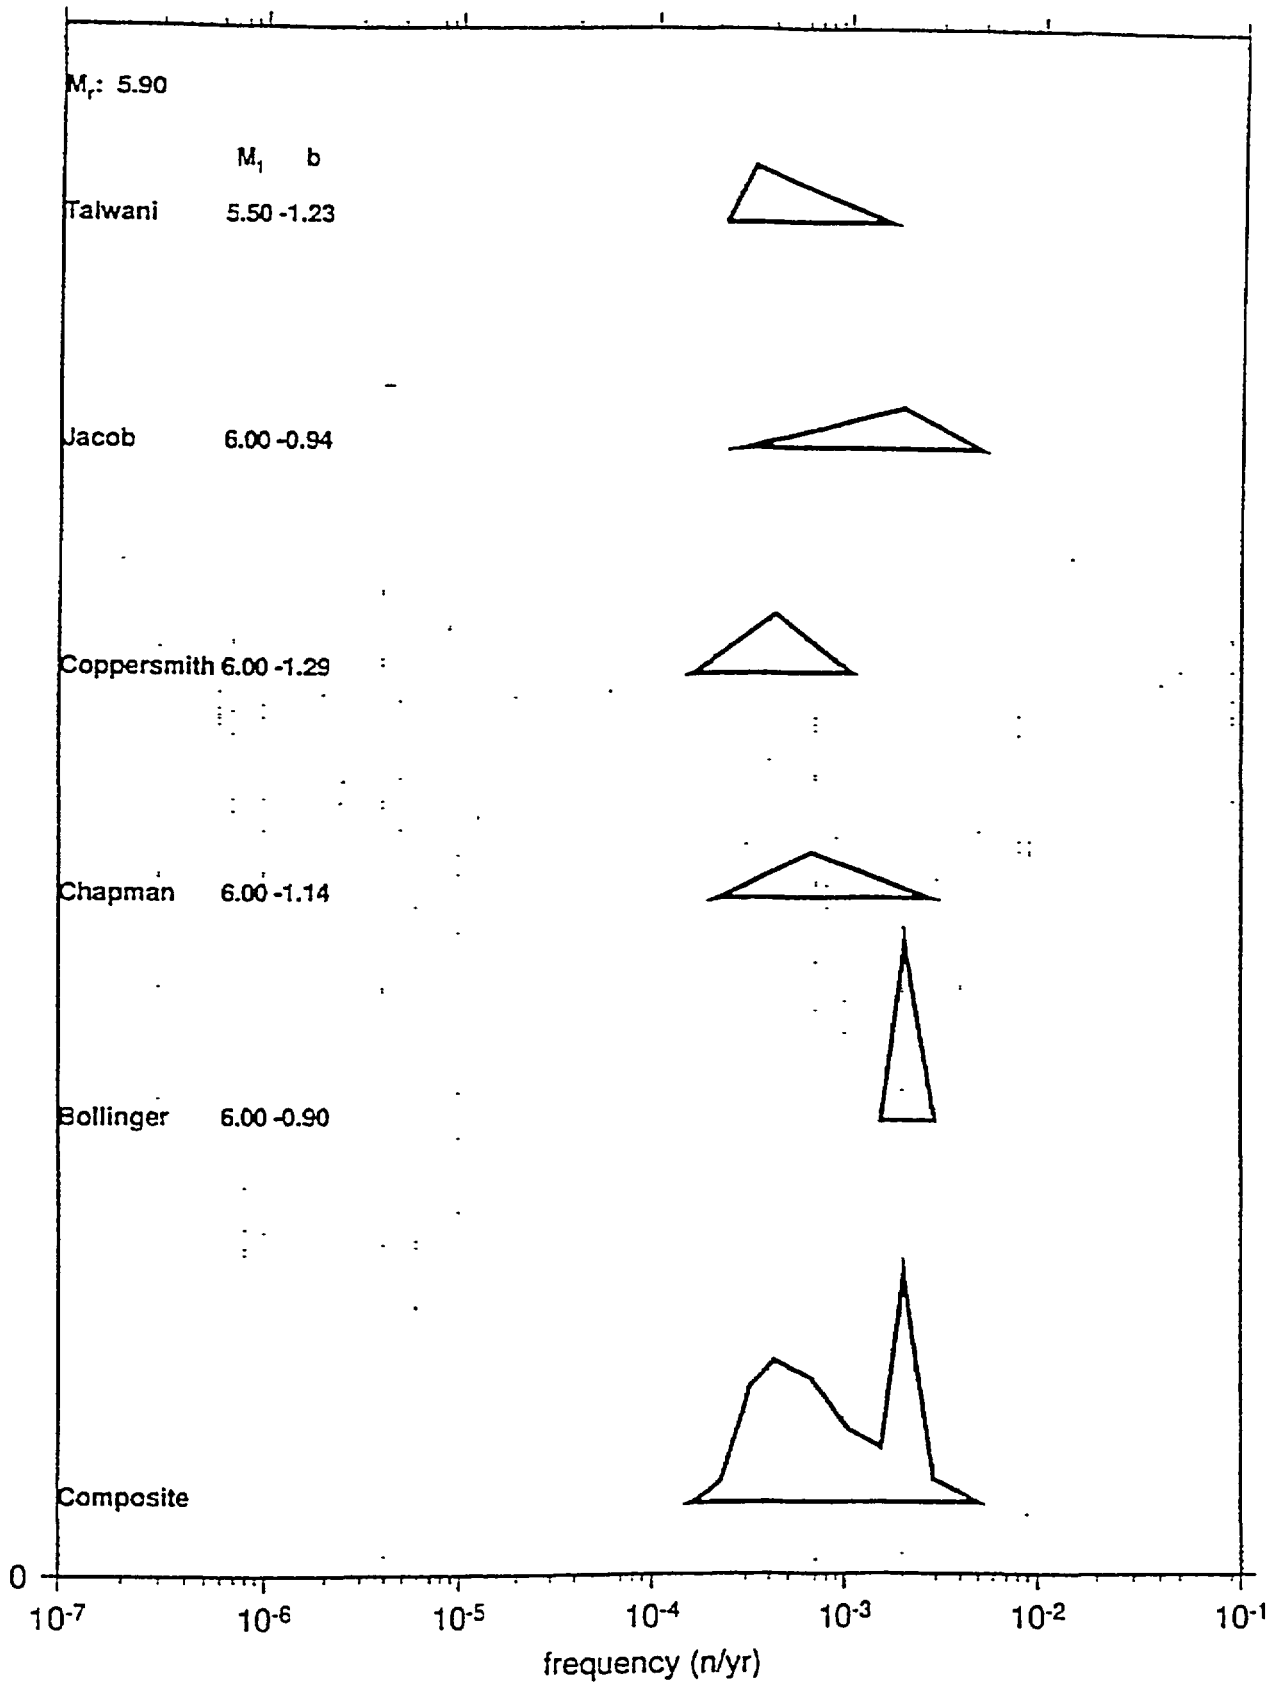 Mr: 5.90
M1 b
Talwani 5.50 -1.23
Jacob 6.00 -0.94
Coppersmith 6.00 -1.29
Chapman 6.00 -1.14
Bollinger 6.00 -0.90
Composite
0
10-7 10-6 10-5 10-4 10-3 10-2 10-1
frequency (n/yr)